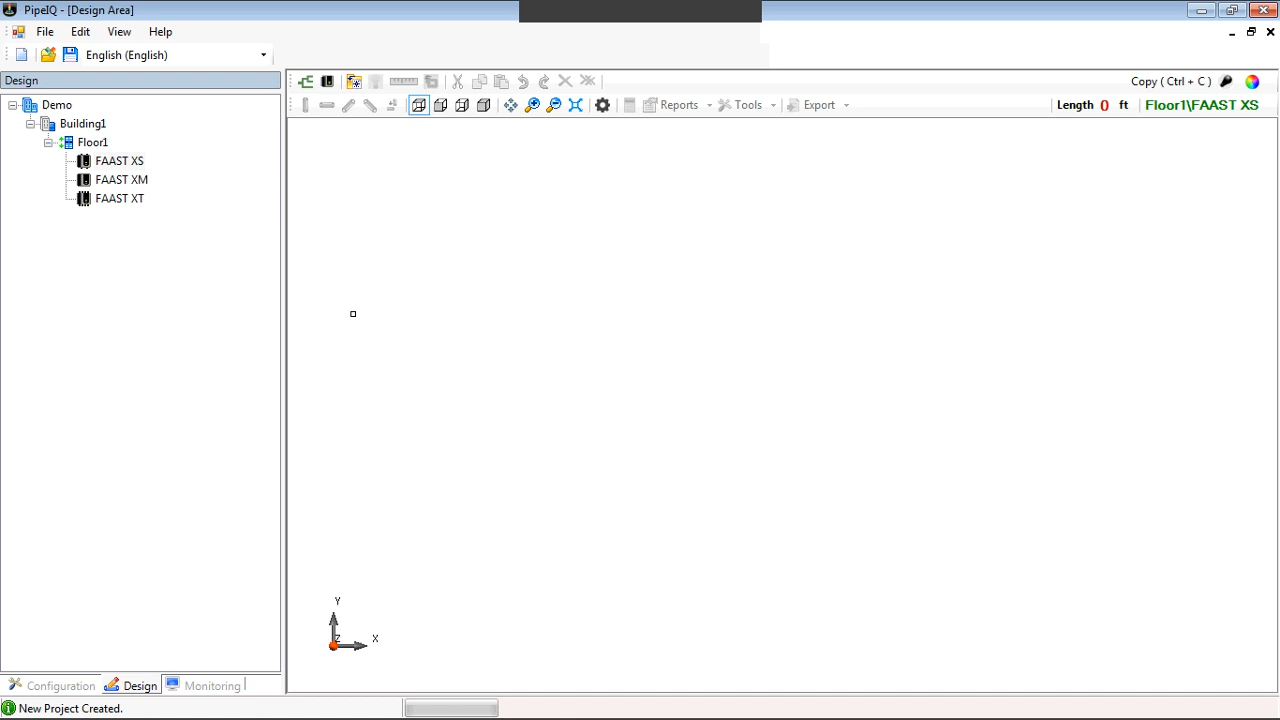 PipeIQ - [Design Area]
File Edit View Help
English (English)
Design
Copy ( Ctrl + C )
Reports Tools Export Length 0 ft Floor1\FAAST XS
Demo
Building1
Floor1
FAAST XS
FAAST XM
FAAST XT
Y
Z X
Configuration Design Monitoring
New Project Created.